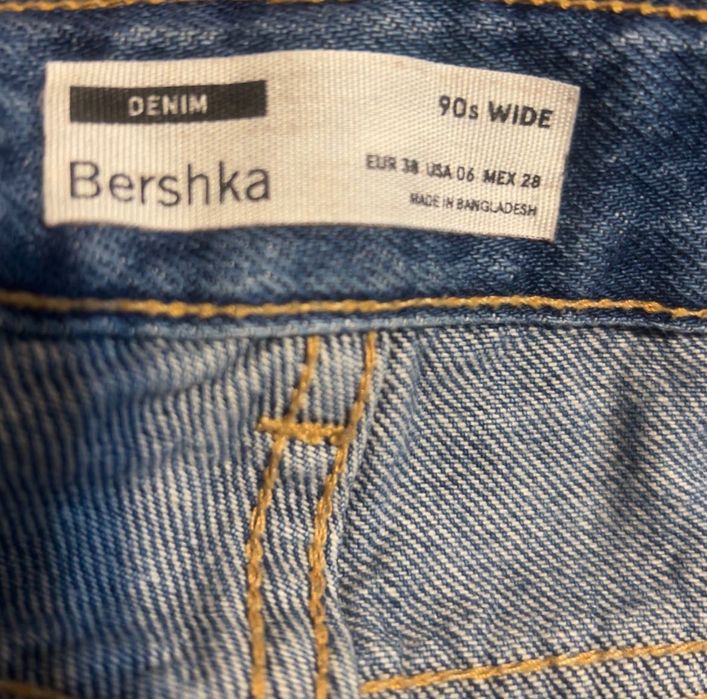 DENIM
90s WIDE
Bershka
EUR 38 USA 06 MEX 28
MADE IN BANGLADESH